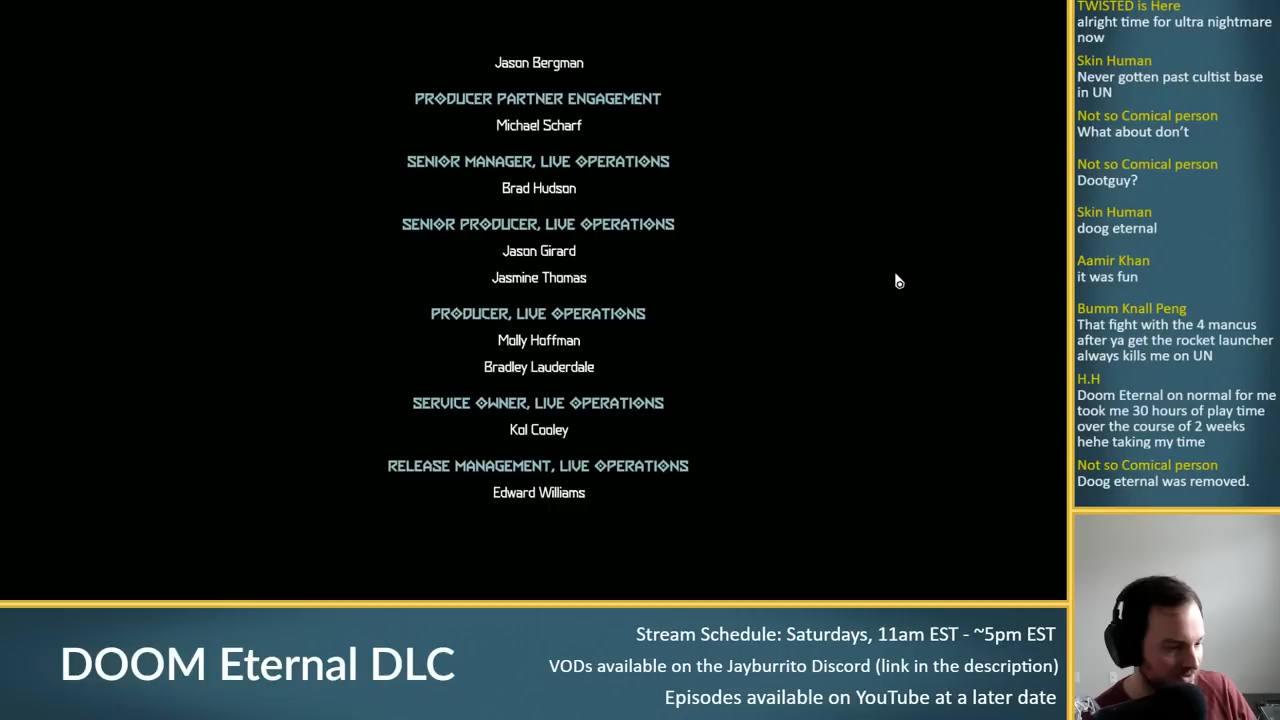 Jason Bergman
PRODUCER PARTNER ENGAGEMENT
Michael Scharf
SENIOR MANAGER, LIVE OPERATIONS
Brad Hudson
SENIOR PRODUCER, LIVE OPERATIONS
Jason Girard
Jasmine Thomas
PRODUCER, LIVE OPERATIONS
Molly Hoffman
Bradley Lauderdale
SERVICE OWNER, LIVE OPERATIONS
Kal Cooley
RELEASE MANAGEMENT, LIVE OPERATIONS
Edward Williams
TWISTED is Here
alright time for ultra nightmare
now
Skin Human
Never gotten past cultist base
in UN
Not so Comical person
What about don’t
Not so Comical person
Dootguy?
Skin Human
doog eternal
Aamir Khan
it was fun
Bumm Knall Peng
That fight with the 4 mancus
after ya get the rocket launcher
always kills me on UN
H.H
Doom Eternal on normal for me
took me 30 hours of play time
over the course of 2 weeks
hehe taking my time
Not so Comical person
Doog eternal was removed.
DOOM Eternal DLC
Stream Schedule: Saturdays, 11am EST - ~5pm EST
VODs available on the Jayburrito Discord (link in the description)
Episodes available on YouTube at a later date